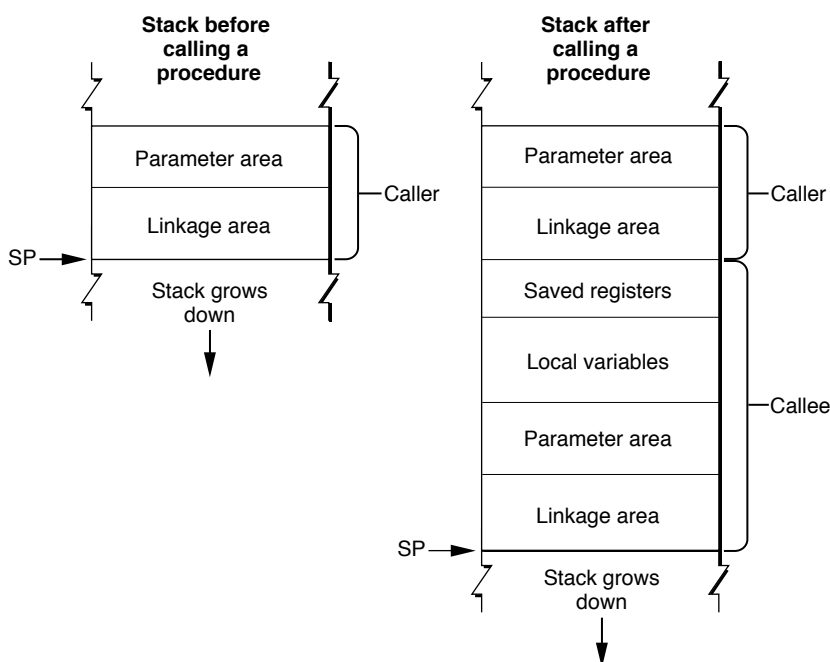 Stack before
calling a
procedure
Parameter area
Linkage area
Caller
SP
Stack grows
down
Stack after
calling a
procedure
Parameter area
Linkage area
Caller
Saved registers
Local variables
Parameter area
Linkage area
Callee
SP
Stack grows
down